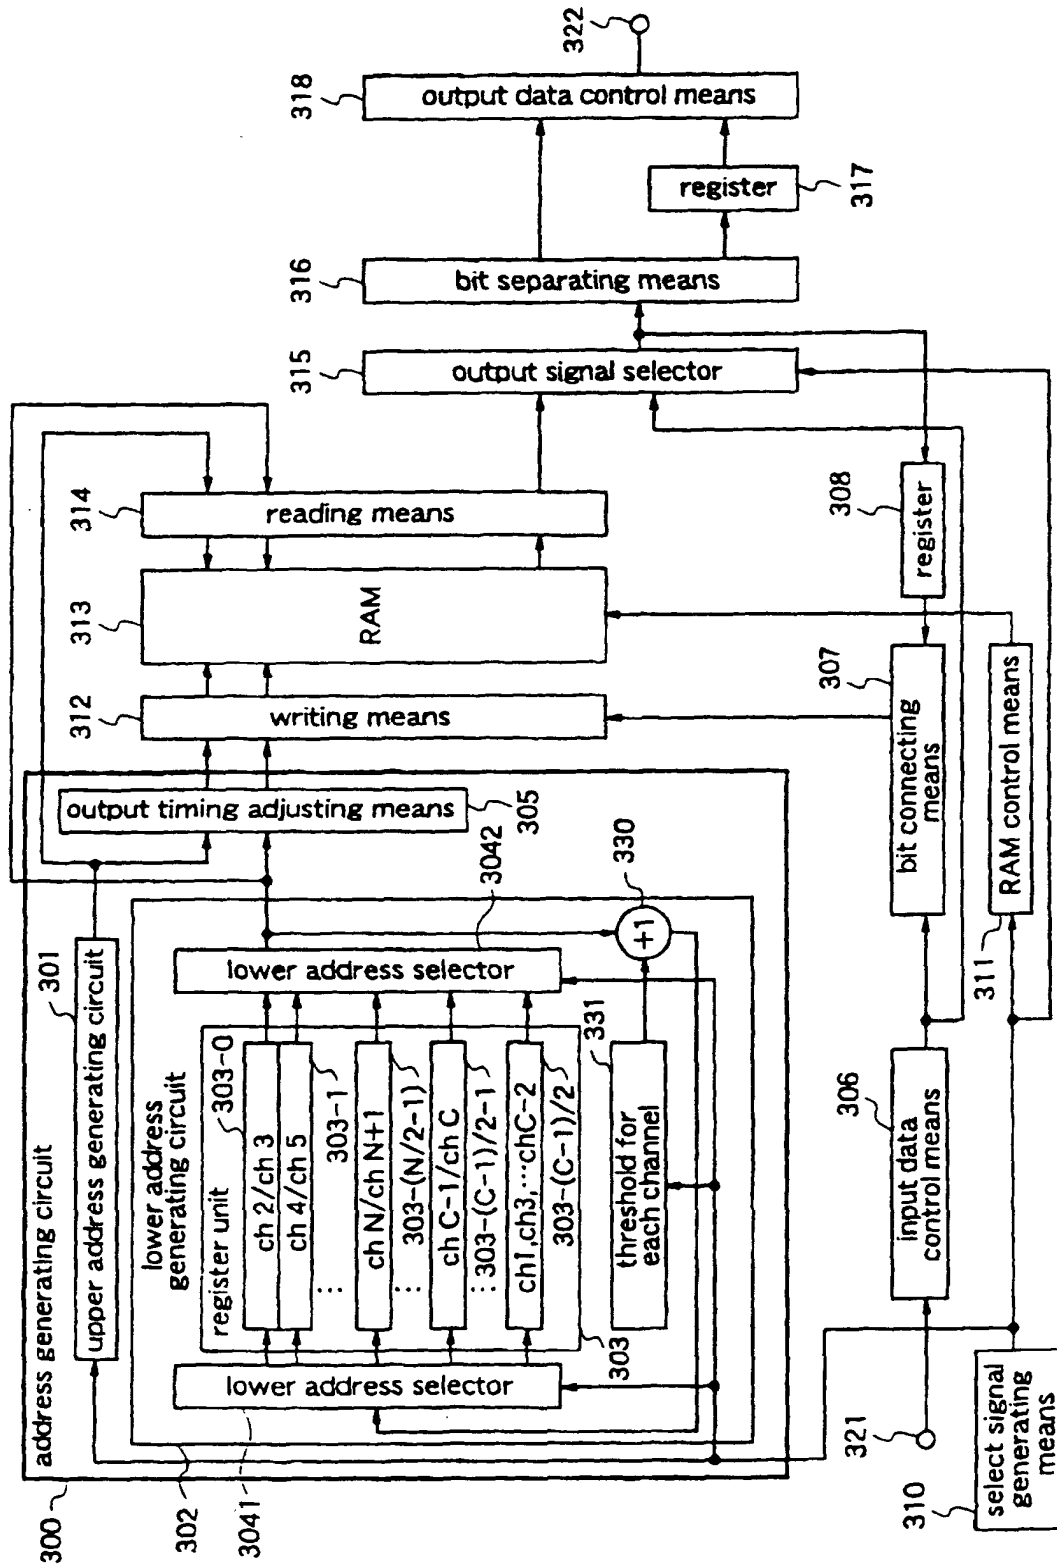 address generating circuit
300
301
upper address generating circuit
302
lower address
generating circuit
3041
lower address selector
register unit
303-0
ch 2/ch 3
ch 4/ch 5
303-1
⋮
ch N/ch N+1
303-(N/2-1)
⋮
ch C-1/ch C
303-(C-1)/2-1
⋮
ch1,ch3,⋯chC-2
303-(C-1)/2
303
lower address selector
3042
threshold for
each channel
331
+1
330
output timing adjusting means
305
312
writing means
313
RAM
314
reading means
315
output signal selector
316
bit separating means
register
317
318
output data control means
322
308
register
307
bit connecting
means
RAM control means
311
306
input data
control means
321
310
select signal
generating
means